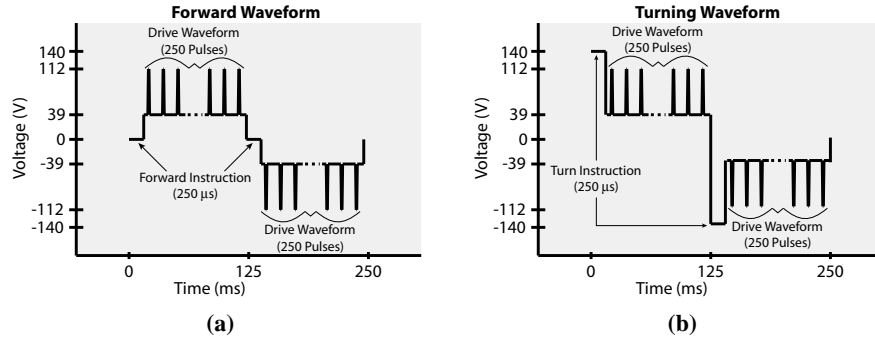 Forward Waveform
Drive Waveform
(250 Pulses)
140
112
39
0
-39
-112
-140
Voltage (V)
Forward Instruction
(250 µs)
Drive Waveform
(250 Pulses)
0
125
250
Time (ms)
(a)
Turning Waveform
Drive Waveform
(250 Pulses)
140
112
39
0
-39
-112
-140
Voltage (V)
Turn Instruction
(250 µs)
Drive Waveform
(250 Pulses)
0
125
250
Time (ms)
(b)